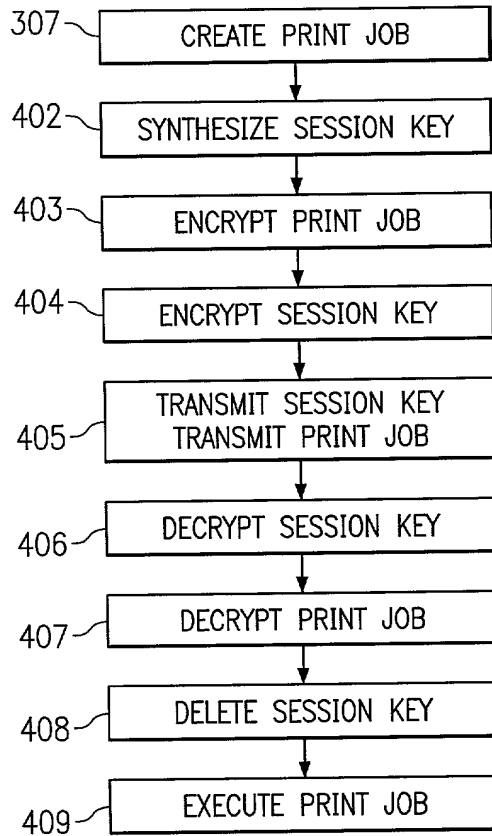 307 CREATE PRINT JOB
402 SYNTHESIZE SESSION KEY
403 ENCRYPT PRINT JOB
404 ENCRYPT SESSION KEY
405 TRANSMIT SESSION KEY
TRANSMIT PRINT JOB
406 DECRYPT SESSION KEY
407 DECRYPT PRINT JOB
408 DELETE SESSION KEY
409 EXECUTE PRINT JOB